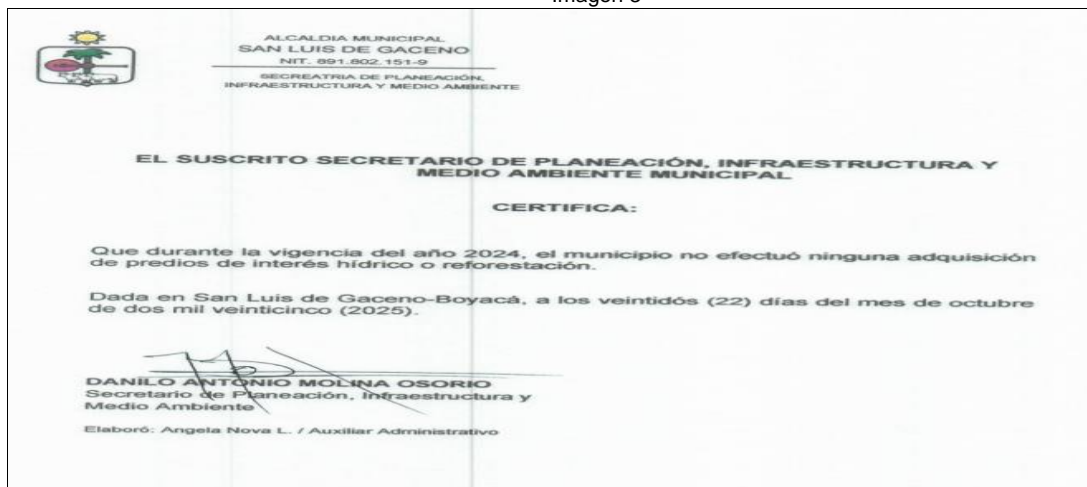 Imagen 3
ALCALDIA MUNICIPAL
SAN LUIS DE GACENO
NIT. 891.802.151-9
SECREATRIA DE PLANEACIÓN,
INFRAESTRUCTURA Y MEDIO AMBIENTE
EL SUSCRITO SECRETARIO DE PLANEACIÓN, INFRAESTRUCTURA Y
MEDIO AMBIENTE MUNICIPAL
CERTIFICA:
Que durante la vigencia del año 2024, el municipio no efectuó ninguna adquisición
de predios de interés hídrico o reforestación.
Dada en San Luis de Gaceno-Boyacá, a los veintidós (22) días del mes de octubre
de dos mil veinticinco (2025).
DANILO ANTONIO MOLINA OSORIO
Secretario de Planeación, Infraestructura y
Medio Ambiente
Elaboró: Angela Nova L. / Auxiliar Administrativo